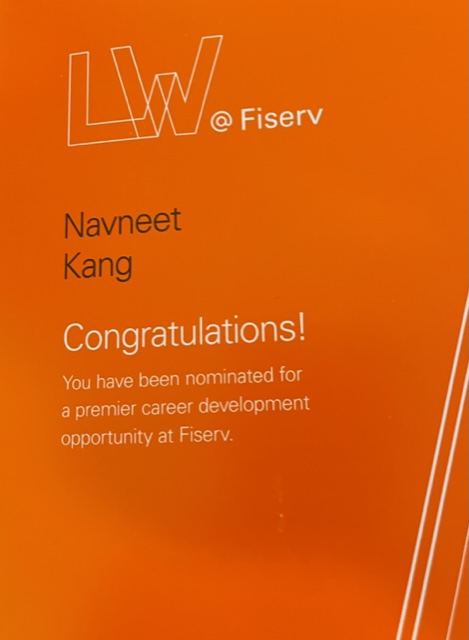 LW @ Fiserv
Navneet
Kang
Congratulations!
You have been nominated for
a premier career development
opportunity at Fiserv.